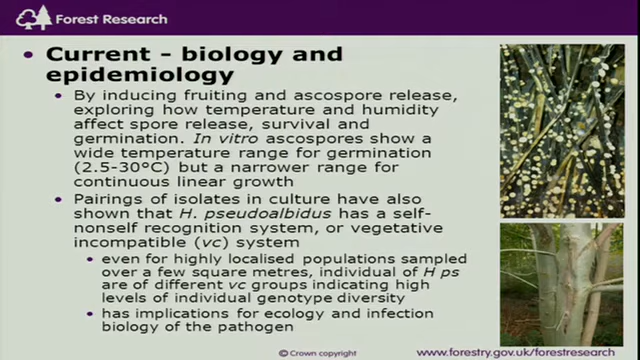 Forest Research
• Current - biology and
epidemiology
• By inducing fruiting and ascospore release,
exploring how temperature and humidity
affect spore release, survival and
germination. In vitro ascospores show a
wide temperature range for germination
(2.5-30°C) but a narrower range for
continuous linear growth
• Pairings of isolates in culture have also
shown that H. pseudoalbidus has a self-
nonself recognition system, or vegetative
incompatible (vc) system
• even for highly localised populations sampled
over a few square metres, individual of H ps
are of different vc groups indicating high
levels of individual genotype diversity
• has implications for ecology and infection
biology of the pathogen
© Crown copyright
www.forestry.gov.uk/forestresearch